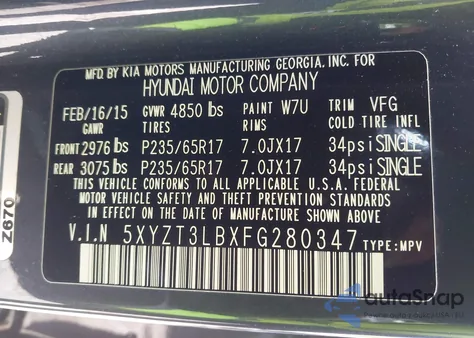 MFD. BY KIA MOTORS MANUFACTURING GEORGIA, INC. FOR
HYUNDAI MOTOR COMPANY
FEB/16/15 GVWR 4850 lbs PAINT W7U TRIM VFG
GAWR TIRES RIMS COLD TIRE INFL
FRONT 2976 lbs P235/65R17 7.0JX17 34psi SINGLE
REAR 3075 lbs P235/65R17 7.0JX17 34psi SINGLE
THIS VEHICLE CONFORMS TO ALL APPLICABLE U.S.A. FEDERAL
MOTOR VEHICLE SAFETY AND THEFT PREVENTION STANDARDS
IN EFFECT ON THE DATE OF MANUFACTURE SHOWN ABOVE.
V.I.N 5XYZT3LBXFG280347 TYPE: MPV
Z670
autoSnap